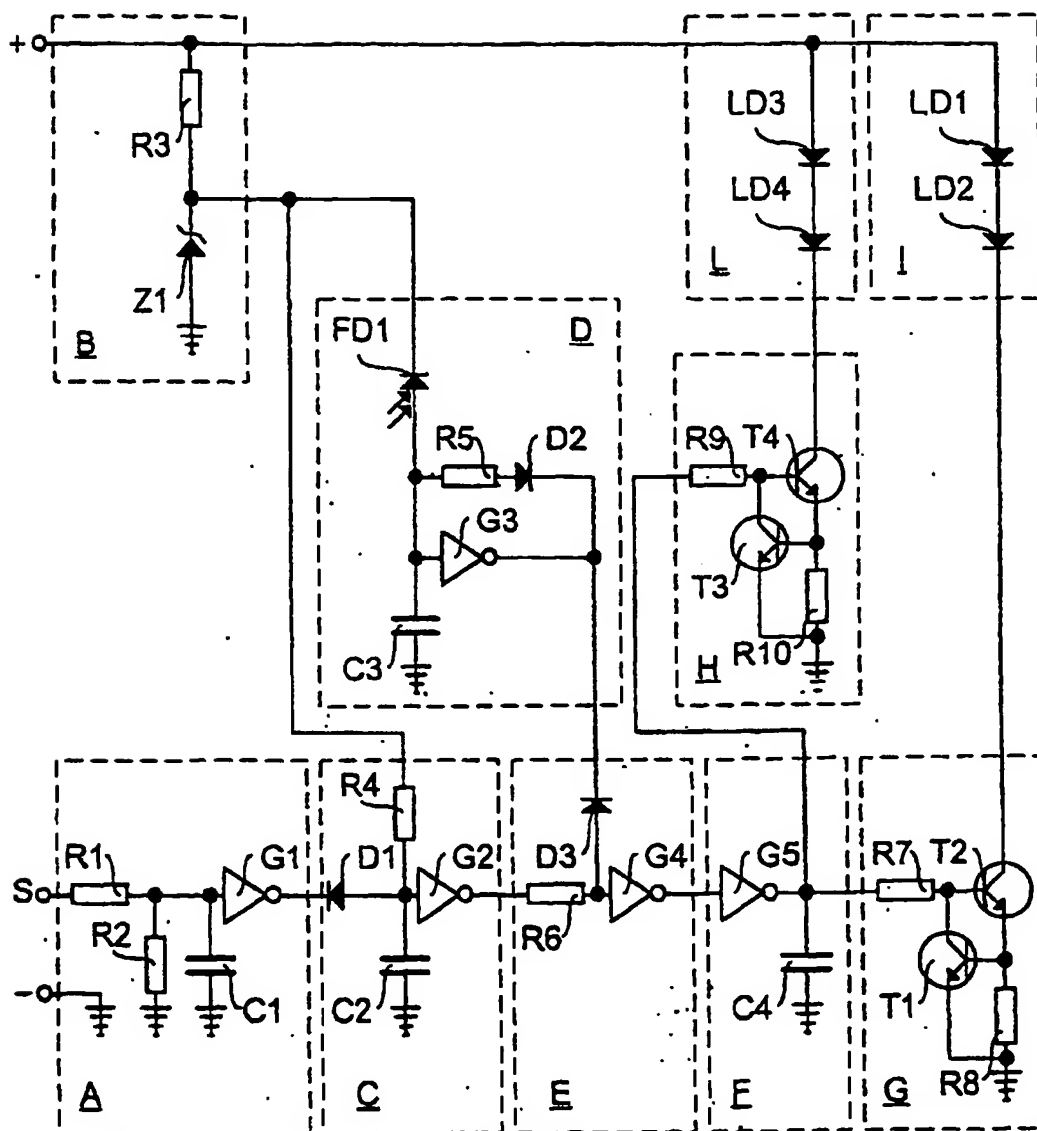 +
R3
Z1
B
LD3
LD1
LD4
LD2
L
I
FD1
D
R5
D2
G3
C3
R9
T4
T3
R10
H
R4
S
R1
G1
D1
G2
D3
G4
G5
R7
T2
R2
R6
-
C1
C2
C4
T1
R8
A
C
E
F
G